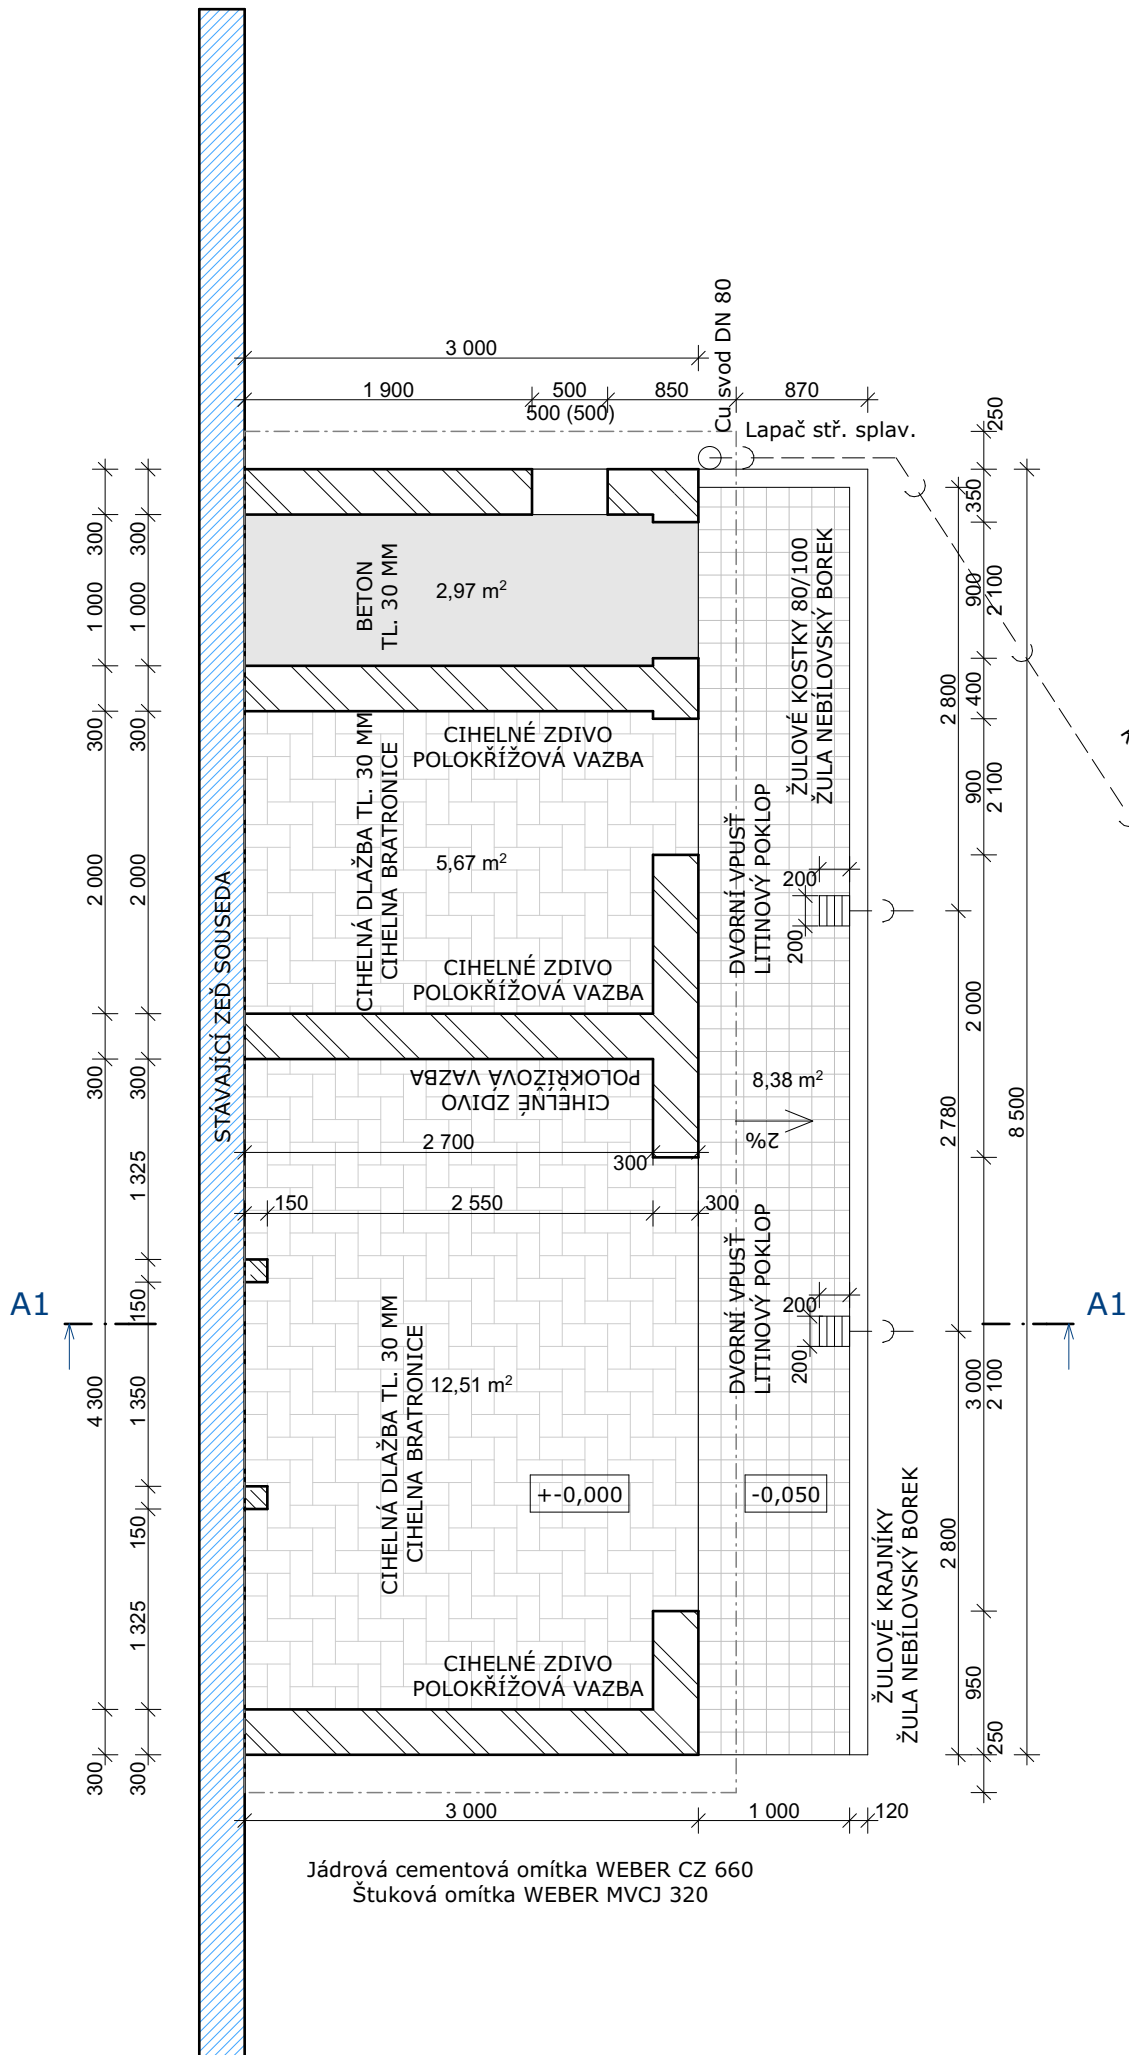 Cu svod DN 80
3 000
1 900
500
850
870
500 (500)
Lapač stř. splav.
250
300
300
350
BETON
TL. 30 MM
2,97 m²
ŽULOVÉ KOSTKY 80/100
ŽULA NEBÍLOVSKÝ BOREK
1 000
1 000
900
2 100
2 800
400
300
300
CIHELNÉ ZDIVO
POLOKŘÍŽOVÁ VAZBA
CIHELNÁ DLAŽBA TL. 30 MM
CIHELNA BRATRONICE
900
2 100
5,67 m²
DVORNÍ VPUSŤ
LITINOVÝ POKLOP
200
200
2 000
2 000
STÁVAJÍCÍ ZEĎ SOUSEDA
CIHELNÉ ZDIVO
POLOKŘÍŽOVÁ VAZBA
2 000
300
300
CIHELNÉ ZDIVO
POLOKŘÍŽOVÁ VAZBA
8,38 m²
2%
2 780
8 500
2 700
300
1 325
150
2 550
300
DVORNÍ VPUSŤ
LITINOVÝ POKLOP
200
200
A1
A1
150
4 300
1 350
CIHELNÁ DLAŽBA TL. 30 MM
CIHELNA BRATRONICE
12,51 m²
3 000
2 100
+-0,000
-0,050
150
2 800
ŽULOVÉ KRAJNÍKY
ŽULA NEBÍLOVSKÝ BOREK
1 325
CIHELNÉ ZDIVO
POLOKŘÍŽOVÁ VAZBA
950
250
300
300
3 000
1 000
120
Jádrová cementová omítka WEBER CZ 660
Štuková omítka WEBER MVCJ 320